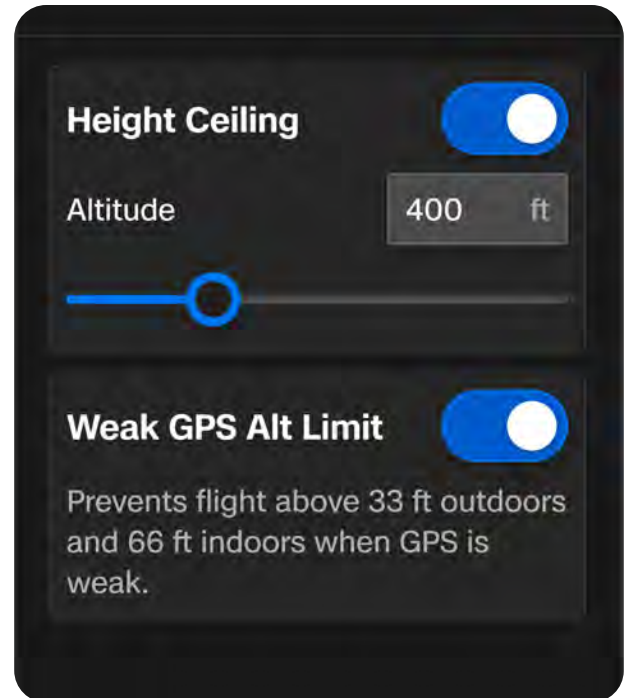 Height Ceiling
Altitude
400 ft
Weak GPS Alt Limit
Prevents flight above 33 ft outdoors
and 66 ft indoors when GPS is
weak.